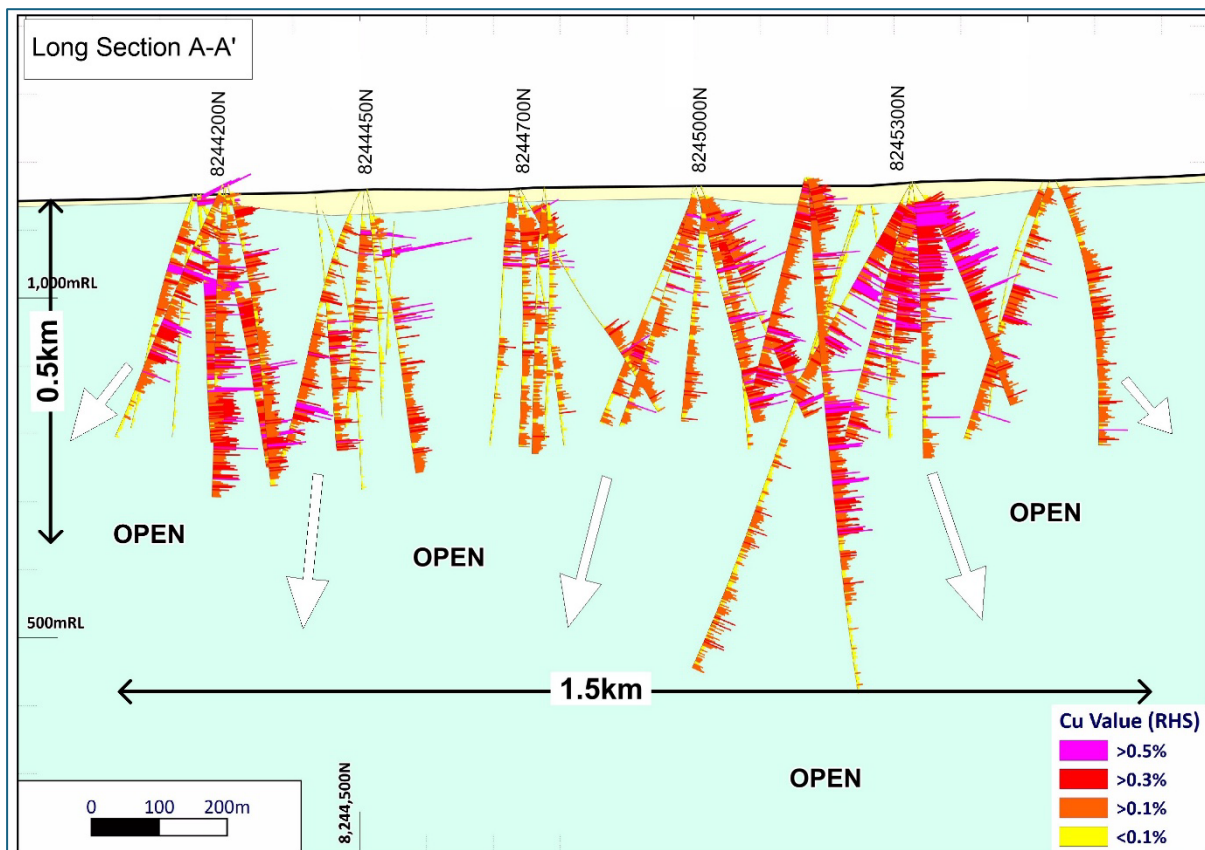 Long Section A-A'
8244200N
8244450N
8244700N
8245000N
8245300N
1,000mRL
0.5km
OPEN
OPEN
OPEN
500mRL
1.5km
OPEN
Cu Value (RHS)
>0.5%
>0.3%
>0.1%
<0.1%
0 100 200m
8,244,500N